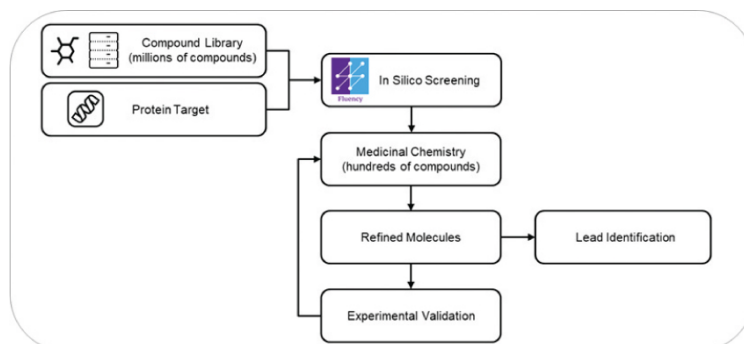 Compound Library
(millions of compounds)
Protein Target
In Silico Screening
Fluency
Medicinal Chemistry
(hundreds of compounds)
Refined Molecules
Lead Identification
Experimental Validation